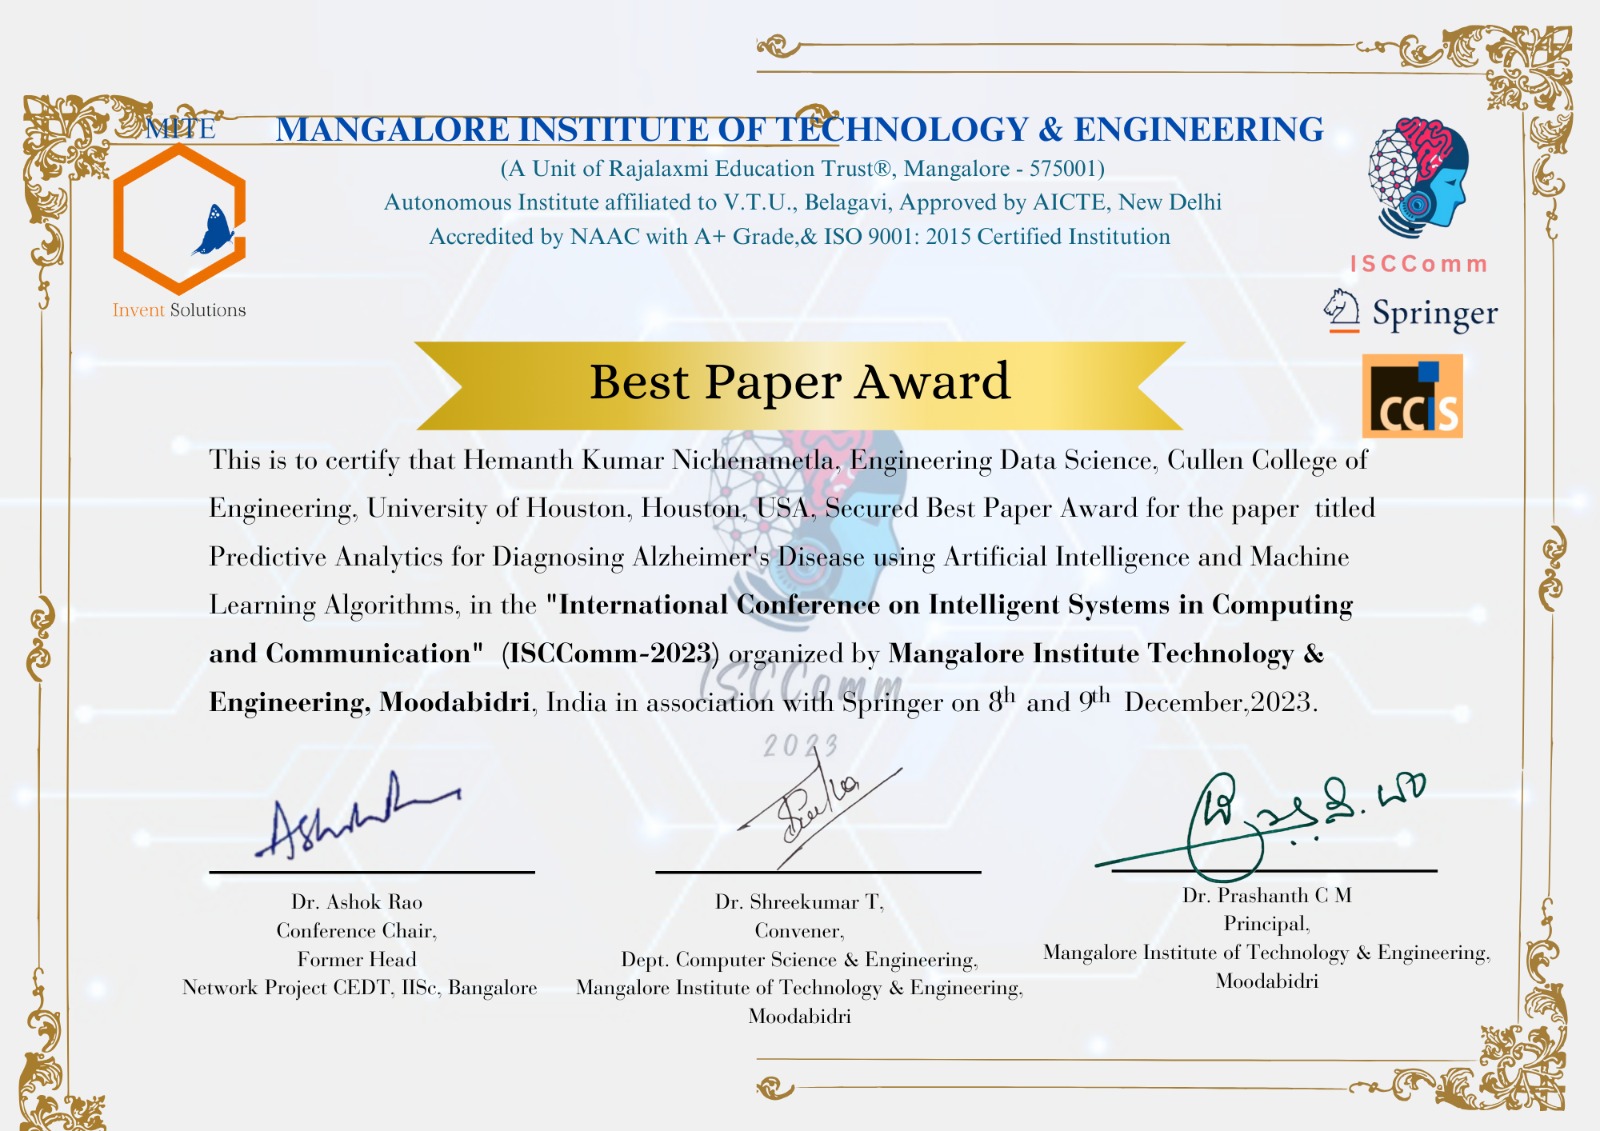 MITE
MANGALORE INSTITUTE OF TECHNOLOGY & ENGINEERING
(A Unit of Rajalaxmi Education Trust®, Mangalore - 575001)
Autonomous Institute affiliated to V.T.U., Belagavi, Approved by AICTE, New Delhi
Accredited by NAAC with A+ Grade,& ISO 9001: 2015 Certified Institution
Invent Solutions
ISCComm
Springer
CCIS
Best Paper Award
This is to certify that Hemanth Kumar Nichenametla, Engineering Data Science, Cullen College of
Engineering, University of Houston, Houston, USA, Secured Best Paper Award for the paper titled
Predictive Analytics for Diagnosing Alzheimer's Disease using Artificial Intelligence and Machine
Learning Algorithms, in the "International Conference on Intelligent Systems in Computing
and Communication" (ISCComm-2023) organized by Mangalore Institute Technology &
Engineering, Moodabidri, India in association with Springer on 8th and 9th December,2023.
ISCComm
2023
Dr. Ashok Rao
Conference Chair,
Former Head
Network Project CEDT, IISc, Bangalore
Dr. Shreekumar T,
Convener,
Dept. Computer Science & Engineering,
Mangalore Institute of Technology & Engineering,
Moodabidri
Dr. Prashanth C M
Principal,
Mangalore Institute of Technology & Engineering,
Moodabidri